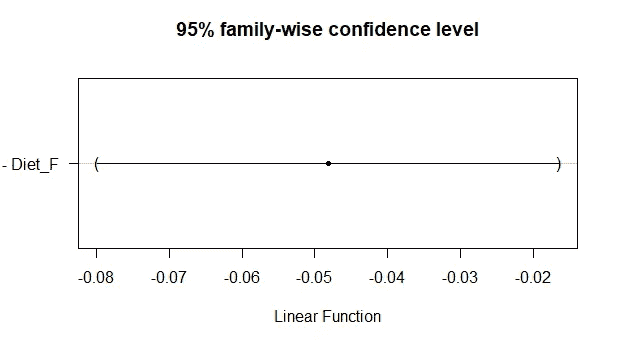 95% family-wise confidence level
- Diet_F
(
)
-0.08 -0.07 -0.06 -0.05 -0.04 -0.03 -0.02
Linear Function